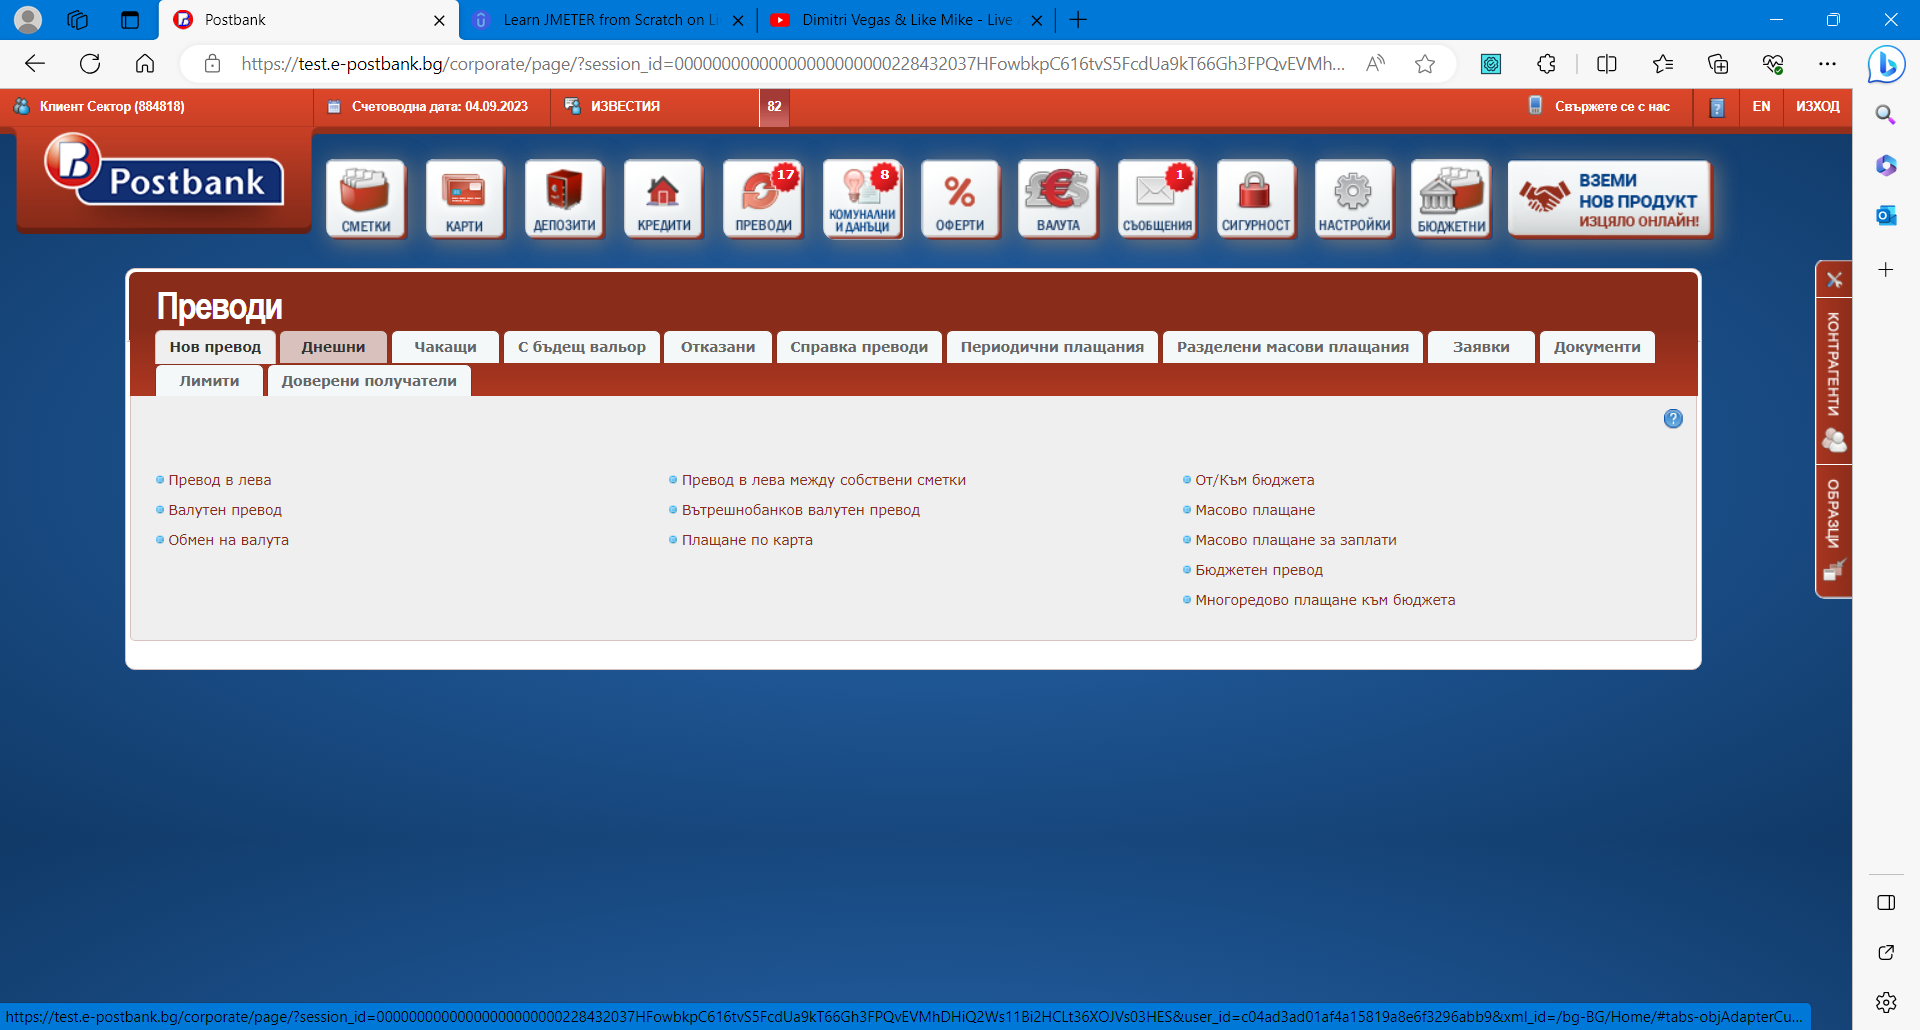 Postbank
Learn JMETER from Scratch on Li
Dimitri Vegas & Like Mike - Live
https://test.e-postbank.bg/corporate/page/?session_id=0000000000000000000000228432037HFowbkpC616tvS5FcdUa9kT66Gh3FPQvEVMh...
Клиент Сектор (884818)
Счетоводна дата: 04.09.2023
ИЗВЕСТИЯ
82
Свържете се с нас
EN
ИЗХОД
Postbank
СМЕТКИ
КАРТИ
ДЕПОЗИТИ
КРЕДИТИ
17
ПРЕВОДИ
8
КОМУНАЛНИ
И ДАНЪЦИ
ОФЕРТИ
ВАЛУТА
1
СЪОБЩЕНИЯ
СИГУРНОСТ
НАСТРОЙКИ
БЮДЖЕТНИ
ВЗЕМИ
НОВ ПРОДУКТ
ИЗЦЯЛО ОНЛАЙН!
Преводи
Нов превод
Днешни
Чакащи
С бъдещ вальор
Отказани
Справка преводи
Периодични плащания
Разделени масови плащания
Заявки
Документи
Лимити
Доверени получатели
Превод в лева
Валутен превод
Обмен на валута
Превод в лева между собствени сметки
Вътрешнобанков валутен превод
Плащане по карта
От/Към бюджета
Масово плащане
Масово плащане за заплати
Бюджетен превод
Многоредово плащане към бюджета
КОНТРАГЕНТИ
ОБРАЗЦИ
https://test.e-postbank.bg/corporate/page/?session_id=0000000000000000000000228432037HFowbkpC616tvS5FcdUa9kT66Gh3FPQvEVMhDHiQ2Ws11Bi2HCLt36XOJVs03HES&user_id=c04ad3ad01af4a15819a8e6f3296abb9&xml_id=/bg-BG/Home/#tabs-objAdapterCu...